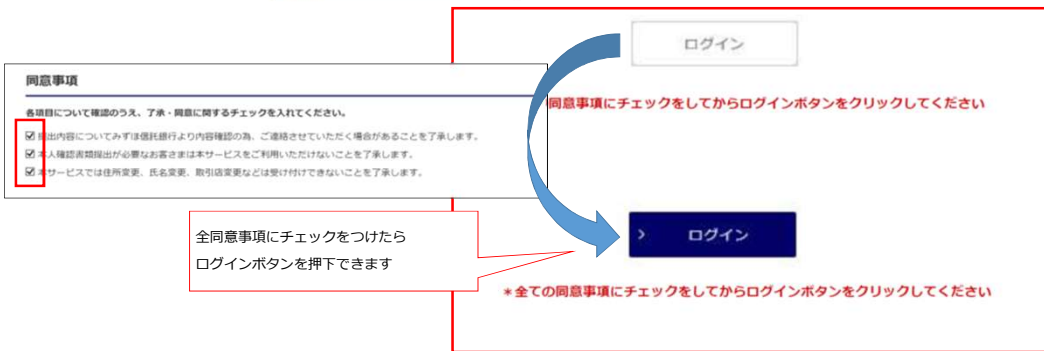 同意事項
各項目について確認のうえ、了承・同意に関するチェックを入れてください。
提出内容についてみずほ信託銀行より内容確認の為、ご連絡させていただく場合があることを了承します。
本人確認書類提出が必要なお客さまは本サービスをご利用いただけないことを了承します。
本サービスでは住所変更、氏名変更、取引店変更などは受け付けできないことを了承します。
ログイン
同意事項にチェックをしてからログインボタンをクリックしてください
全同意事項にチェックをつけたら
ログインボタンを押下できます
> ログイン
*全ての同意事項にチェックをしてからログインボタンをクリックしてください